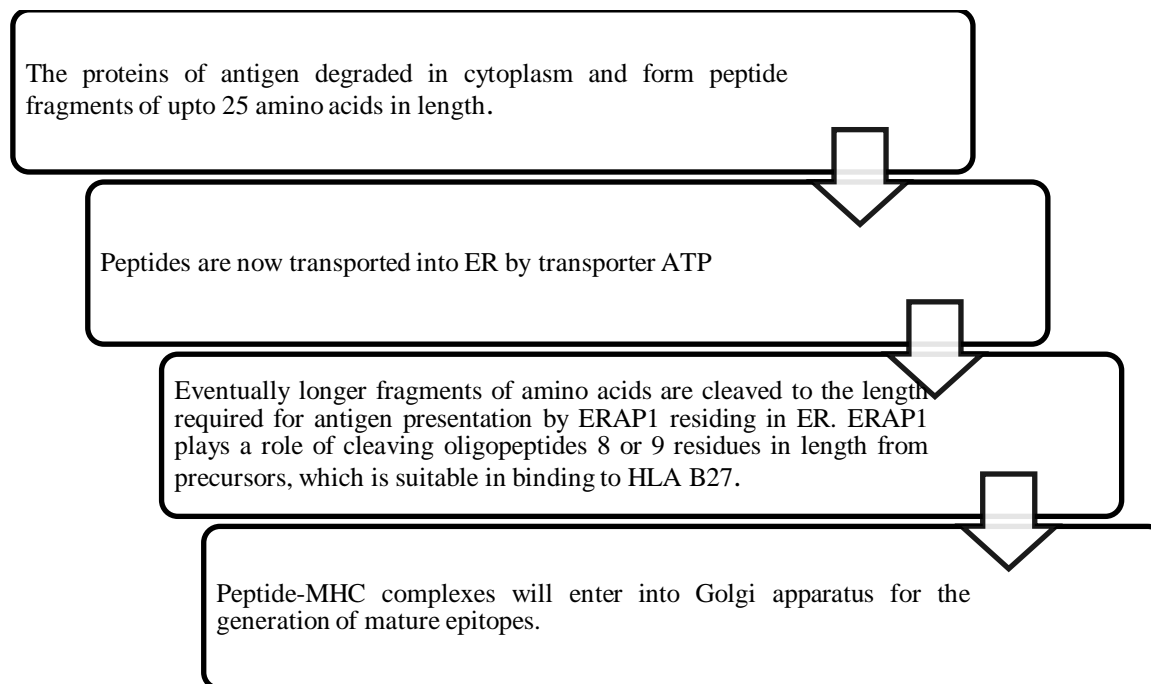 The proteins of antigen degraded in cytoplasm and form peptide
fragments of upto 25 amino acids in length.
Peptides are now transported into ER by transporter ATP
Eventually longer fragments of amino acids are cleaved to the length
required for antigen presentation by ERAP1 residing in ER. ERAP1
plays a role of cleaving oligopeptides 8 or 9 residues in length from
precursors, which is suitable in binding to HLA B27.
Peptide-MHC complexes will enter into Golgi apparatus for the
generation of mature epitopes.